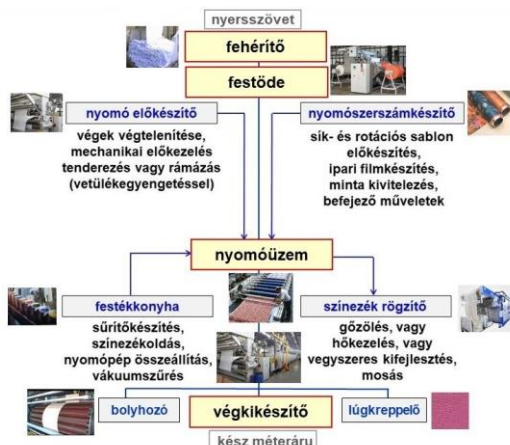 nyersszövet
fehérítő
festöde
nyomó előkészítő
végek végtelenítése,
mechanikai előkezelés
tenderezés vagy rámázás
(vetülékegyengetéssel)
nyomószerszámkészítő
sík- és rotációs sablon
előkészítés,
ipari filmkészítés,
minta kivitelezés,
befejező műveletek
nyomóüzem
festékkonyha
sűrítőkészítés,
színezékoldás,
nyomópép összeállítás,
vákuumszűrés
színezék rögzítő
gőzölés, vagy
hőkezelés, vagy
vegyszeres kifejlesztés,
mosás
bolyhozó
végkikészítő
lúgkreppelő
kész méteráru